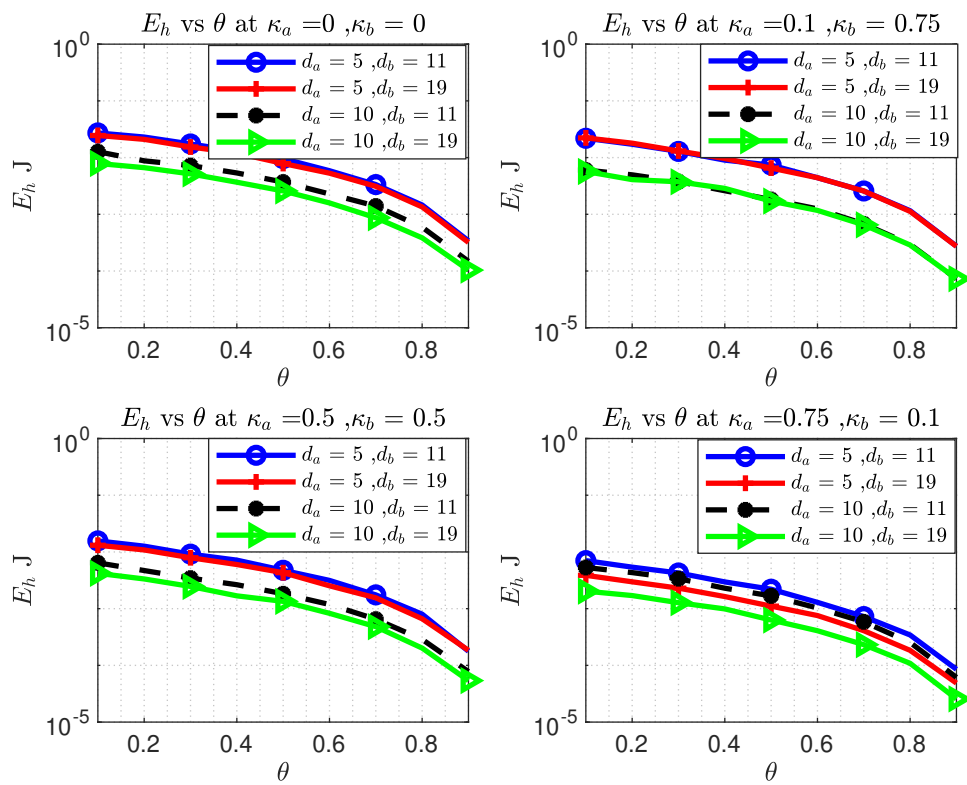 E_h vs θ at κ_a =0 ,κ_b = 0
10^0
E_h J
10^-5
d_a = 5 ,d_b = 11
d_a = 5 ,d_b = 19
d_a = 10 ,d_b = 11
d_a = 10 ,d_b = 19
0.2 0.4 0.6 0.8
θ
E_h vs θ at κ_a =0.1 ,κ_b = 0.75
10^0
E_h J
10^-5
d_a = 5 ,d_b = 11
d_a = 5 ,d_b = 19
d_a = 10 ,d_b = 11
d_a = 10 ,d_b = 19
0.2 0.4 0.6 0.8
θ
E_h vs θ at κ_a =0.5 ,κ_b = 0.5
10^0
E_h J
10^-5
d_a = 5 ,d_b = 11
d_a = 5 ,d_b = 19
d_a = 10 ,d_b = 11
d_a = 10 ,d_b = 19
0.2 0.4 0.6 0.8
θ
E_h vs θ at κ_a =0.75 ,κ_b = 0.1
10^0
E_h J
10^-5
d_a = 5 ,d_b = 11
d_a = 5 ,d_b = 19
d_a = 10 ,d_b = 11
d_a = 10 ,d_b = 19
0.2 0.4 0.6 0.8
θ